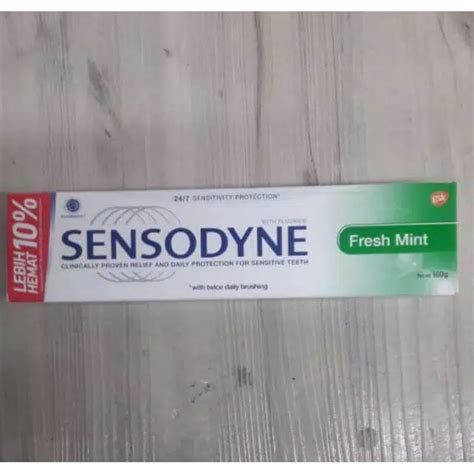 LEBIH
HEMAT 10%
24/7 SENSITIVITY PROTECTION*
WITH FLUORIDE
SENSODYNE
CLINICALLY PROVEN RELIEF AND DAILY PROTECTION FOR SENSITIVE TEETH
*with twice daily brushing
gsk
Fresh Mint
160g